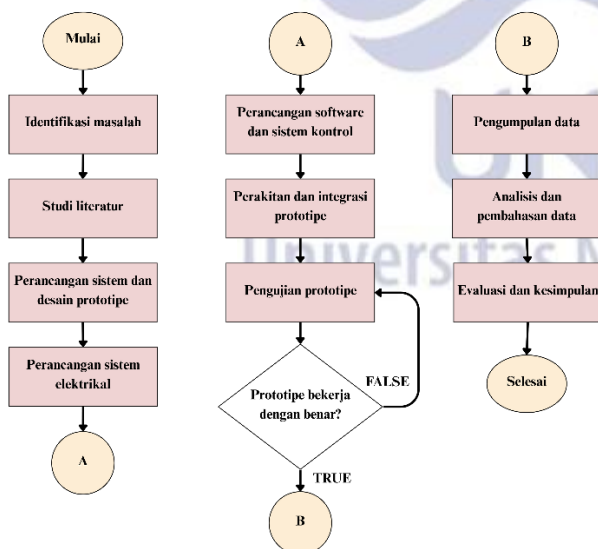 Mulai
Identifikasi masalah
Studi literatur
Perancangan sistem dan
desain prototipe
Perancangan sistem
elektrikal
A
A
Perancangan software
dan sistem kontrol
Perakitan dan integrasi
prototipe
Pengujian prototipe
FALSE
Prototipe bekerja
dengan benar?
TRUE
B
B
Pengumpulan data
Analisis dan
pembahasan data
Evaluasi dan kesimpulan
Selesai